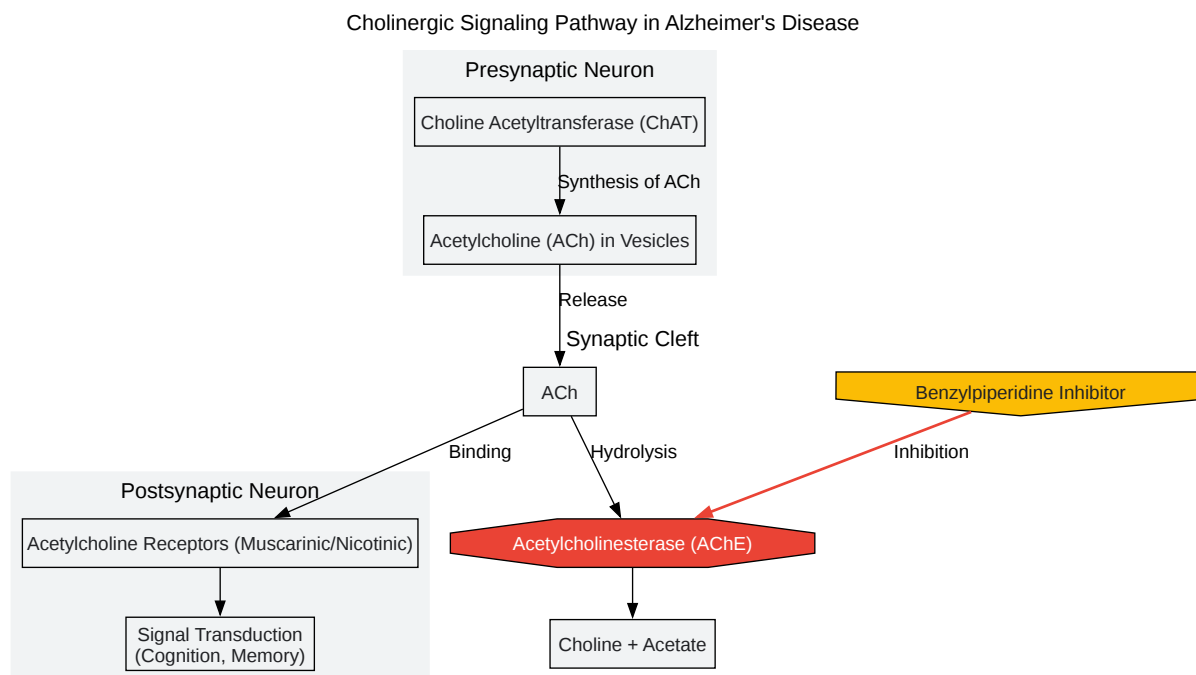 Cholinergic Signaling Pathway in Alzheimer's Disease
Presynaptic Neuron
Choline Acetyltransferase (ChAT)
Synthesis of ACh
Acetylcholine (ACh) in Vesicles
Release
Synaptic Cleft
ACh
Benzylpiperidine Inhibitor
Binding
Hydrolysis
Inhibition
Postsynaptic Neuron
Acetylcholine Receptors (Muscarinic/Nicotinic)
Acetylcholinesterase (AChE)
Signal Transduction
(Cognition, Memory)
Choline + Acetate